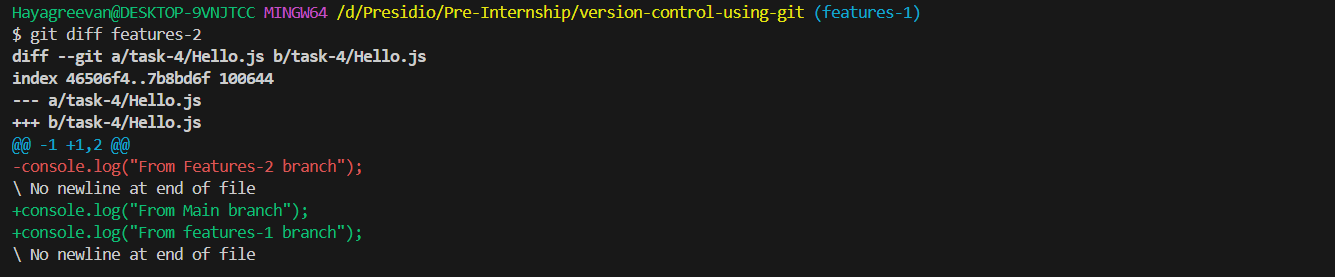 Hayagreevan@DESKTOP-9VNJTCC MINGW64 /d/Presidio/Pre-Internship/version-control-using-git (features-1)
$ git diff features-2
diff --git a/task-4/Hello.js b/task-4/Hello.js
index 46506f4..7b8bd6f 100644
--- a/task-4/Hello.js
+++ b/task-4/Hello.js
@@ -1 +1,2 @@
-console.log("From Features-2 branch");
\ No newline at end of file
+console.log("From Main branch");
+console.log("From features-1 branch");
\ No newline at end of file